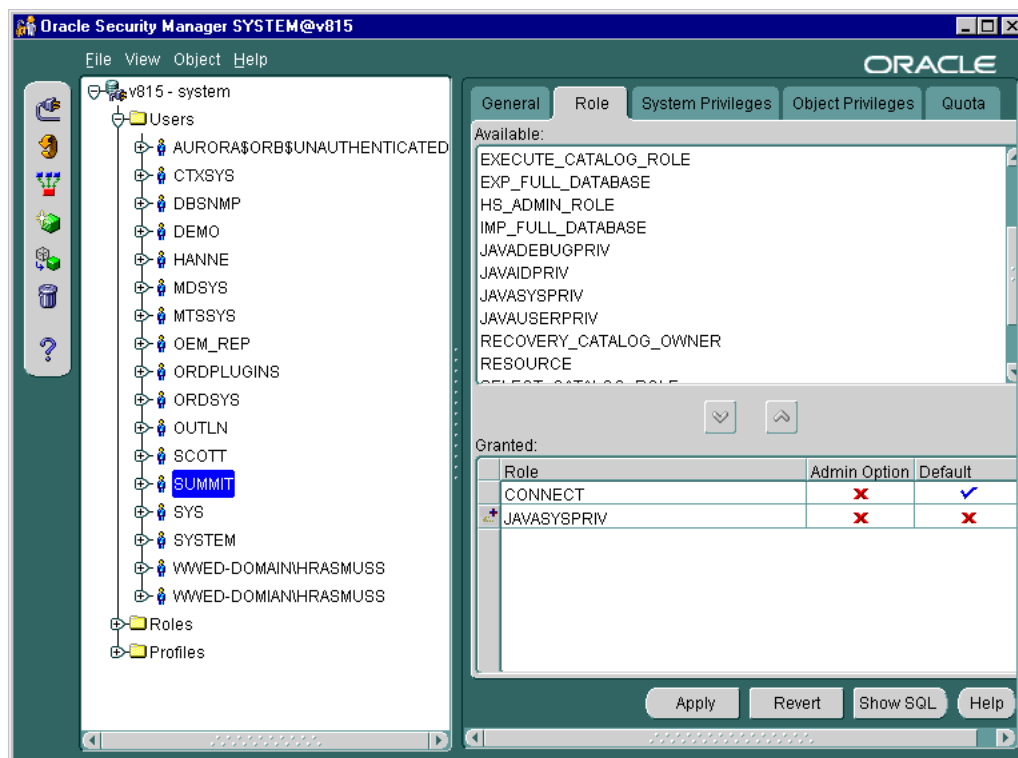 Oracle Security Manager SYSTEM@v815
File View Object Help
ORACLE
v815 - system
Users
AURORA$ORB$UNAUTHENTICATED
CTXSYS
DBSNMP
DEMO
HANNE
MDSYS
MTSSYS
OEM_REP
ORDPLUGINS
ORDSYS
OUTLN
SCOTT
SUMMIT
SYS
SYSTEM
WWED-DOMAIN\HRASMUSS
WWED-DOMIAN\HRASMUSS
Roles
Profiles
General Role System Privileges Object Privileges Quota
Available:
EXECUTE_CATALOG_ROLE
EXP_FULL_DATABASE
HS_ADMIN_ROLE
IMP_FULL_DATABASE
JAVADEBUGPRIV
JAVAIDPRIV
JAVASYSPRIV
JAVAUSERPRIV
RECOVERY_CATALOG_OWNER
RESOURCE
SELECT_CATALOG_ROLE
Granted:
Role Admin Option Default
CONNECT
JAVASYSPRIV
Apply Revert Show SQL Help